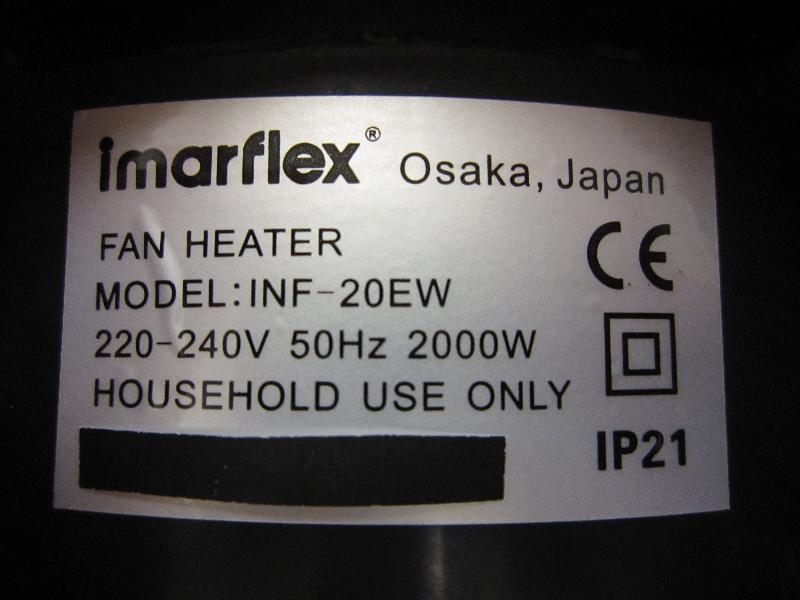 imarflex® Osaka, Japan
FAN HEATER
MODEL:INF-20EW
220-240V 50Hz 2000W
HOUSEHOLD USE ONLY
CE
IP21